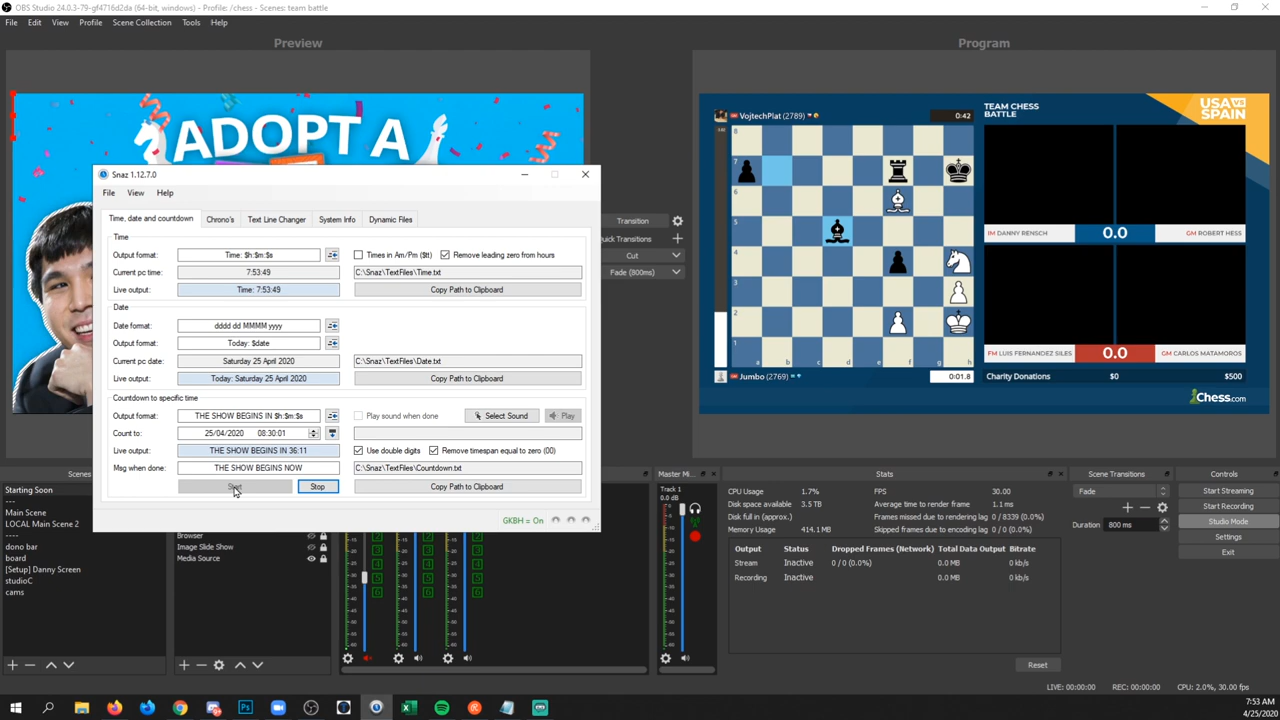 OBS Studio 24.0.3-79-gf4716d2da (64-bit, windows) - Profile: /chess - Scenes: team battle
File Edit View Profile Scene Collection Tools Help
Preview
Program
ADOPT A
Snaz 1.12.7.0
File View Help
Time, date and countdown Chrono's Text Line Changer System Info Dynamic Files
Time
Output format: Time: $h:$m:$s Times in Am/Pm ($tt) Remove leading zero from hours
Current pc time: 7:53:49 C:\Snaz\TextFiles\Time.txt
Live output: Time: 7:53:49 Copy Path to Clipboard
Date
Date format: dddd dd MMMM yyyy
Output format: Today: $date
Current pc date: Saturday 25 April 2020 C:\Snaz\TextFiles\Date.txt
Live output: Today: Saturday 25 April 2020 Copy Path to Clipboard
Countdown to specific time
Output format: THE SHOW BEGINS IN $h:$m:$s Play sound when done Select Sound Play
Count to: 25/04/2020 08:30:01
Live output: THE SHOW BEGINS IN 36:11 Use double digits Remove timespan equal to zero (00)
Msg when done: THE SHOW BEGINS NOW C:\Snaz\TextFiles\Countdown.txt
Start Stop Copy Path to Clipboard
GKBH = On
Transition
Quick Transitions
Cut
Fade (800ms)
VojtechPlat (2789) 0:42
8
7
6
5
4
3
2
1
a b c d e f g h
Jumbo (2769) 0:01.8
TEAM CHESS
BATTLE
USA VS
SPAIN
IM DANNY RENSCH 0.0 GM ROBERT HESS
FM LUIS FERNANDEZ SILES 0.0 GM CARLOS MATAMOROS
Charity Donations $0 $500
Chess.com
Scenes
Starting Soon
---
Main Scene
LOCAL Main Scene 2
---
dono bar
board
[Setup] Danny Screen
studioC
cams
Browser
Image Slide Show
Media Source
Master Mi...
Track 1
0.0 dB
Stats
CPU Usage 1.7%
Disk space available 3.5 TB
Disk full in (approx.)
Memory Usage 414.1 MB
FPS 30.00
Average time to render frame 1.1 ms
Frames missed due to rendering lag 0 / 8339 (0.0%)
Skipped frames due to encoding lag 0 / 0 (0.0%)
Output Status Dropped Frames (Network) Total Data Output Bitrate
Stream Inactive 0 / 0 (0.0%) 0.0 MB 0 kb/s
Recording Inactive 0.0 MB 0 kb/s
Reset
Scene Transitions
Fade
Duration 800 ms
Controls
Start Streaming
Start Recording
Studio Mode
Settings
Exit
LIVE: 00:00:00 REC: 00:00:00 CPU: 2.0%, 30.00 fps
7:53 AM
4/25/2020